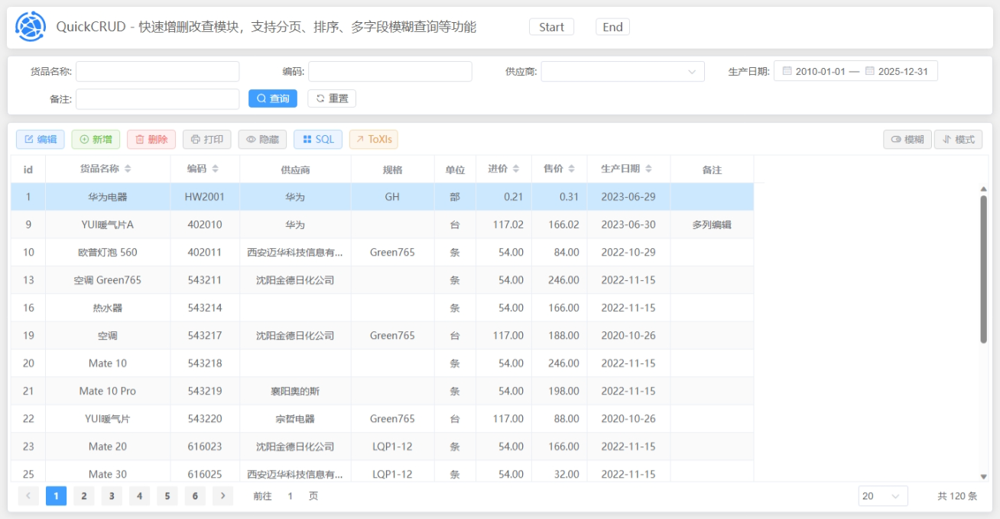 QuickCRUD - 快速增删改查模块，支持分页、排序、多字段模糊查询等功能 Start End
货品名称: 编码: 供应商: 生产日期: 2010-01-01 — 2025-12-31
备注: 查询 重置
编辑 新增 删除 打印 隐藏 SQL ToXls 模糊 模式
id 货品名称 编码 供应商 规格 单位 进价 售价 生产日期 备注
1 华为电器 HW2001 华为 GH 部 0.21 0.31 2023-06-29
9 YUI暖气片A 402010 华为 台 117.02 166.02 2023-06-30 多列编辑
10 欧普灯泡 560 402011 西安迈华科技信息有... Green765 条 54.00 84.00 2022-10-29
13 空调 Green765 543211 沈阳金德日化公司 条 54.00 246.00 2022-11-15
16 热水器 543214 条 54.00 166.00 2022-11-15
19 空调 543217 沈阳金德日化公司 Green765 台 117.00 188.00 2020-10-26
20 Mate 10 543218 条 54.00 246.00 2022-11-15
21 Mate 10 Pro 543219 襄阳奥的斯 条 54.00 198.00 2022-11-15
22 YUI暖气片 543220 宗哲电器 Green765 台 117.00 88.00 2020-10-26
23 Mate 20 616023 沈阳金德日化公司 LQP1-12 条 54.00 166.00 2022-11-15
25 Mate 30 616025 西安迈华科技信息有... LQP1-12 条 54.00 32.00 2022-11-15
1 2 3 4 5 6 前往 1 页 20 共 120 条